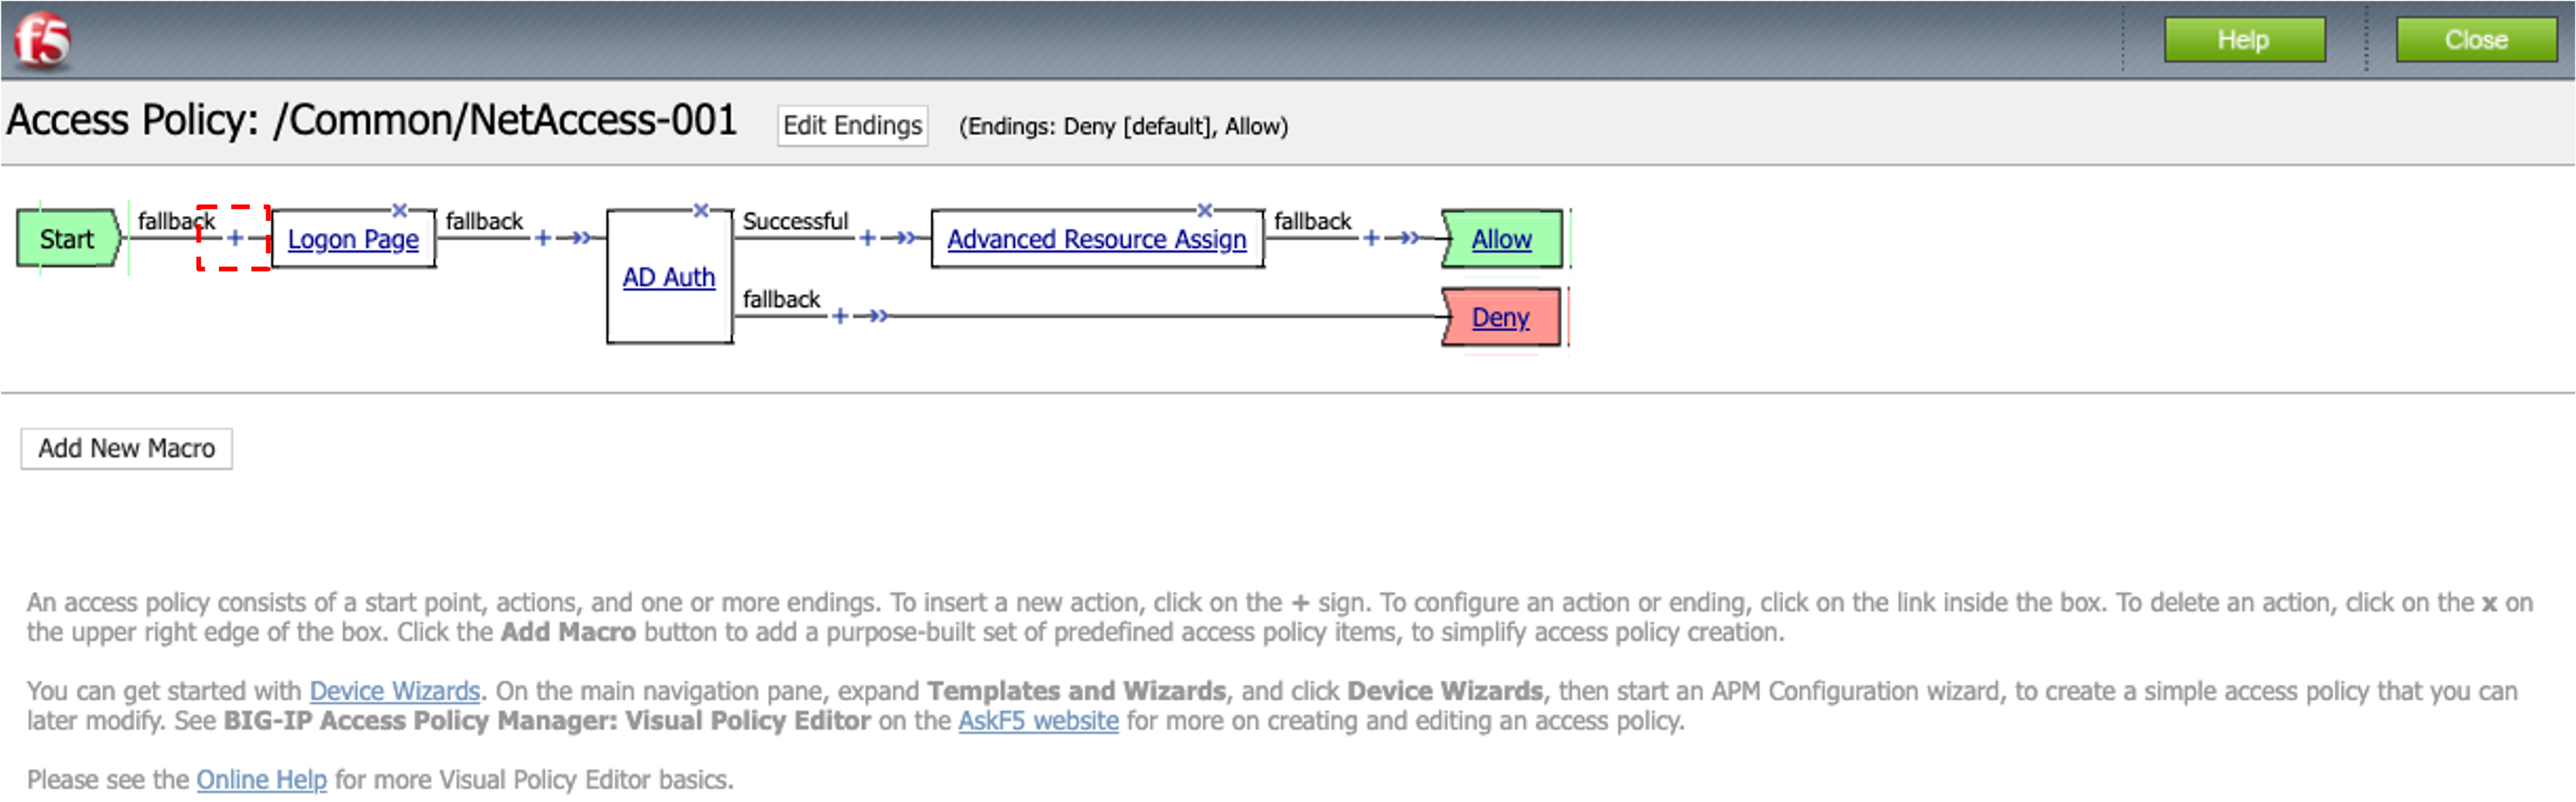 f5
Help
Close
Access Policy: /Common/NetAccess-001
Edit Endings
(Endings: Deny [default], Allow)
Start
fallback
+
Logon Page
×
fallback
+
AD Auth
×
Successful
+
Advanced Resource Assign
×
fallback
+
Allow
fallback
+
Deny
Add New Macro
An access policy consists of a start point, actions, and one or more endings. To insert a new action, click on the + sign. To configure an action or ending, click on the link inside the box. To delete an action, click on the x on
the upper right edge of the box. Click the Add Macro button to add a purpose-built set of predefined access policy items, to simplify access policy creation.
You can get started with Device Wizards. On the main navigation pane, expand Templates and Wizards, and click Device Wizards, then start an APM Configuration wizard, to create a simple access policy that you can
later modify. See BIG-IP Access Policy Manager: Visual Policy Editor on the AskF5 website for more on creating and editing an access policy.
Please see the Online Help for more Visual Policy Editor basics.